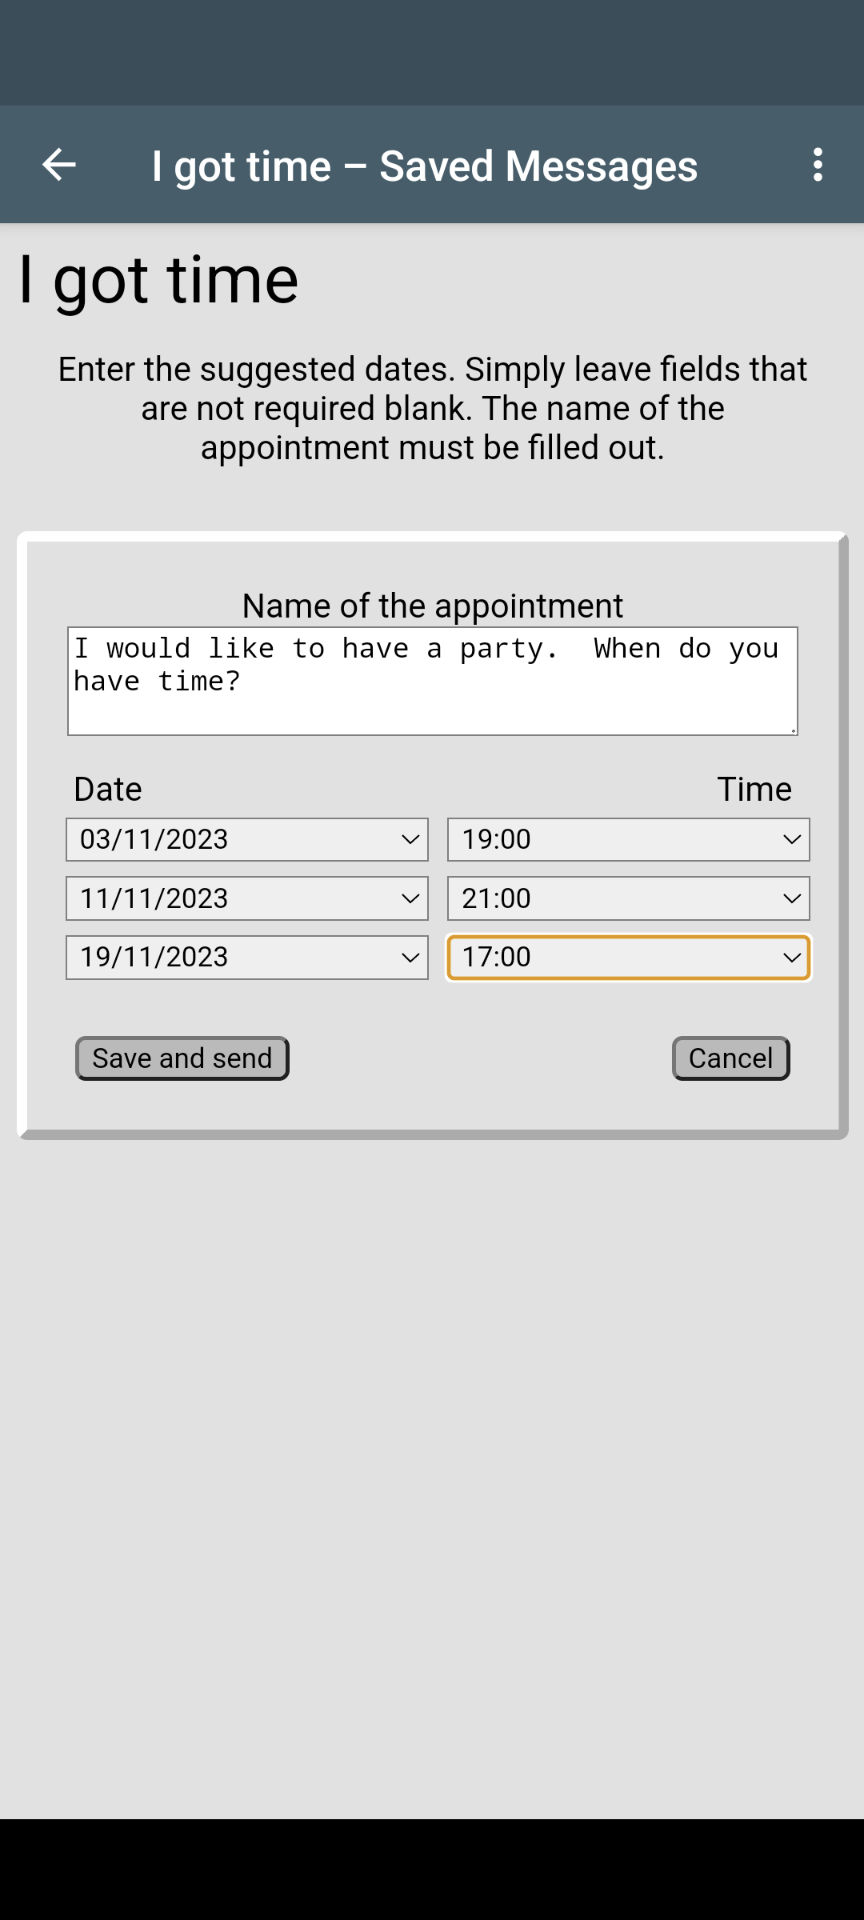 I got time – Saved Messages
I got time
Enter the suggested dates. Simply leave fields that
are not required blank. The name of the
appointment must be filled out.
Name of the appointment
I would like to have a party.  When do you
have time?
Date Time
03/11/2023 19:00
11/11/2023 21:00
19/11/2023 17:00
Save and send Cancel